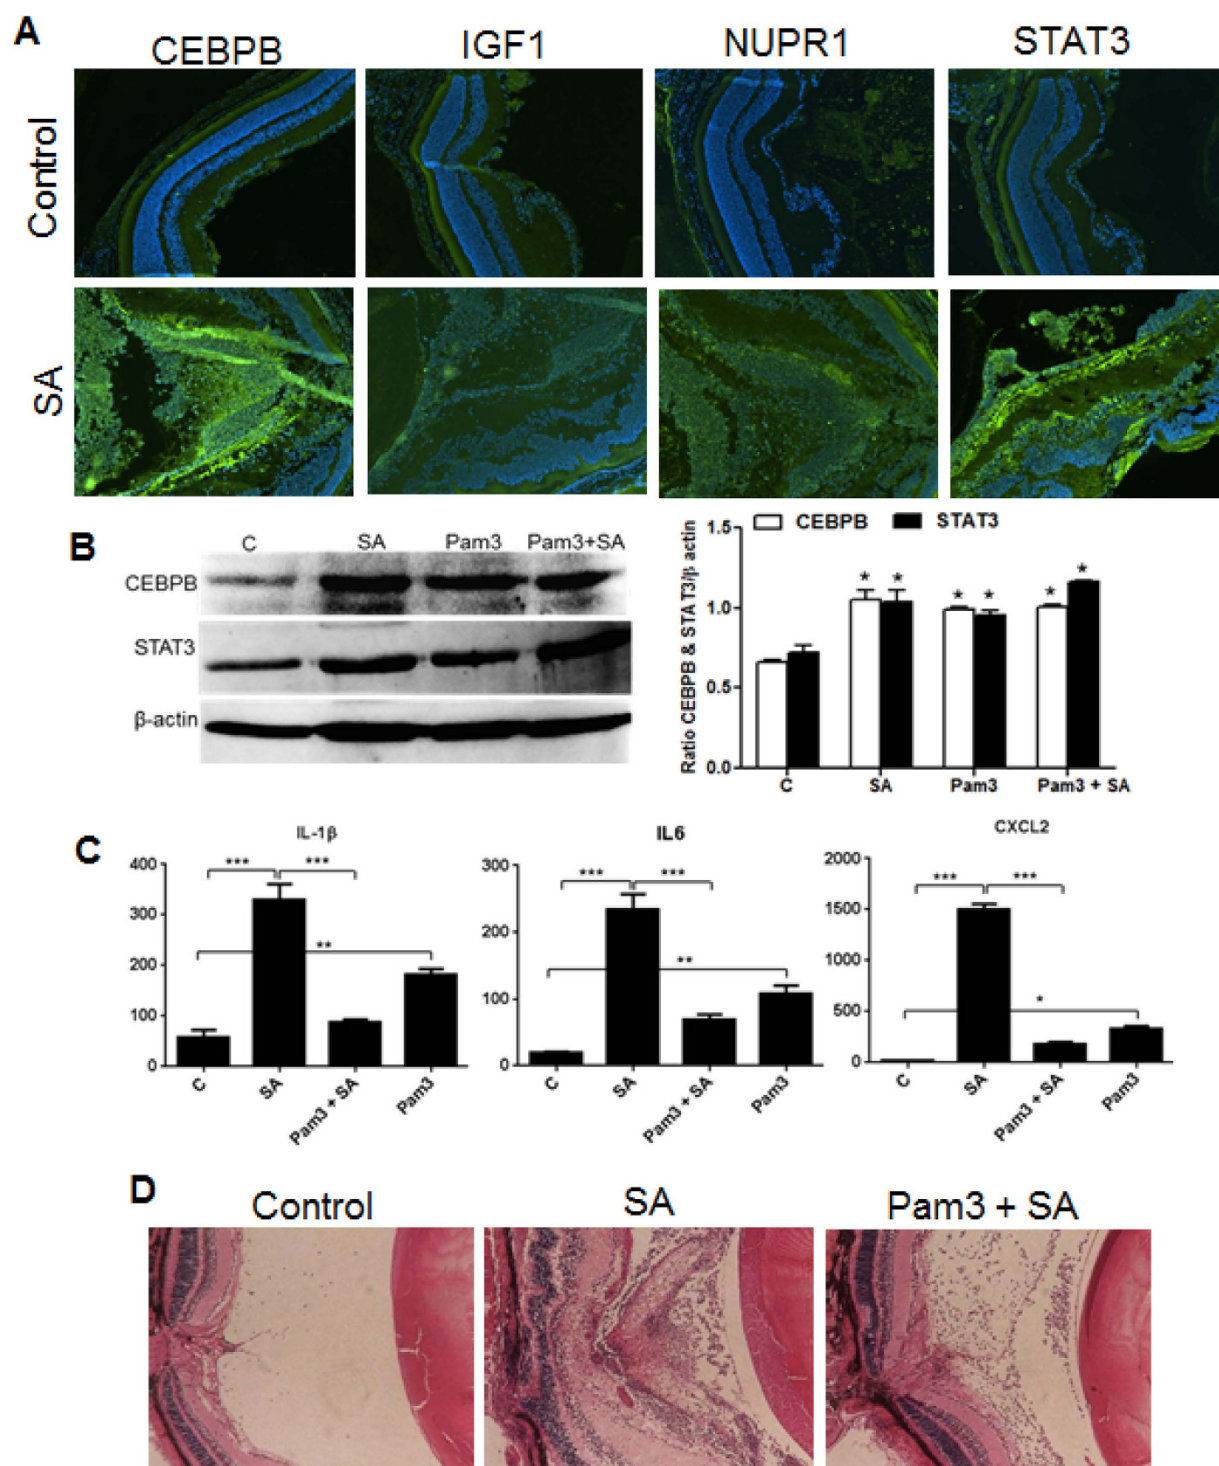 A
CEBPB IGF1 NUPR1 STAT3
Control
SA
B
C SA Pam3 Pam3+SA
CEBPB
STAT3
β-actin
CEBPB STAT3
Ratio CEBPB & STAT3/β actin
1.5
1.0
0.5
0.0
* * * * * *
C SA Pam3 Pam3 + SA
C
IL-1β
400
300
200
100
0
*** ***
**
C SA Pam3 + SA Pam3
IL6
300
200
100
0
*** ***
**
C SA Pam3 + SA Pam3
CXCL2
2000
1500
1000
500
0
*** ***
*
C SA Pam3 + SA Pam3
D
Control SA Pam3 + SA